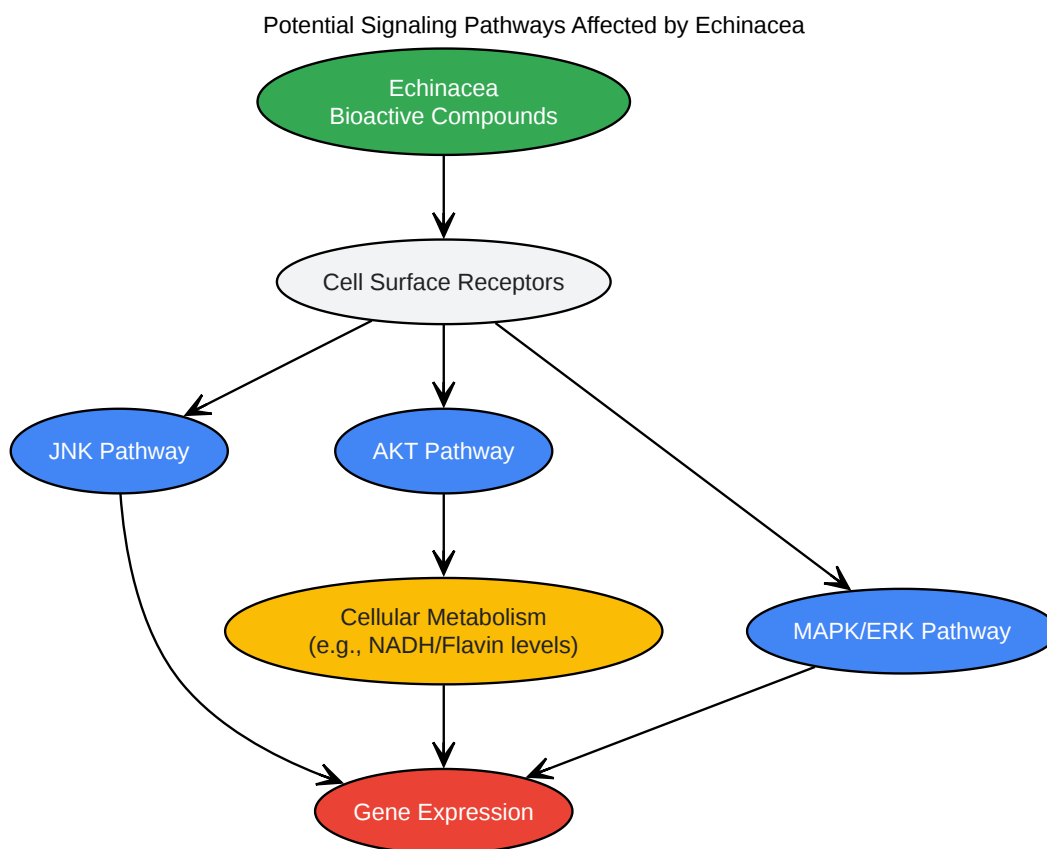 Potential Signaling Pathways Affected by Echinacea
Echinacea
Bioactive Compounds
Cell Surface Receptors
JNK Pathway
AKT Pathway
Cellular Metabolism
(e.g., NADH/Flavin levels)
MAPK/ERK Pathway
Gene Expression